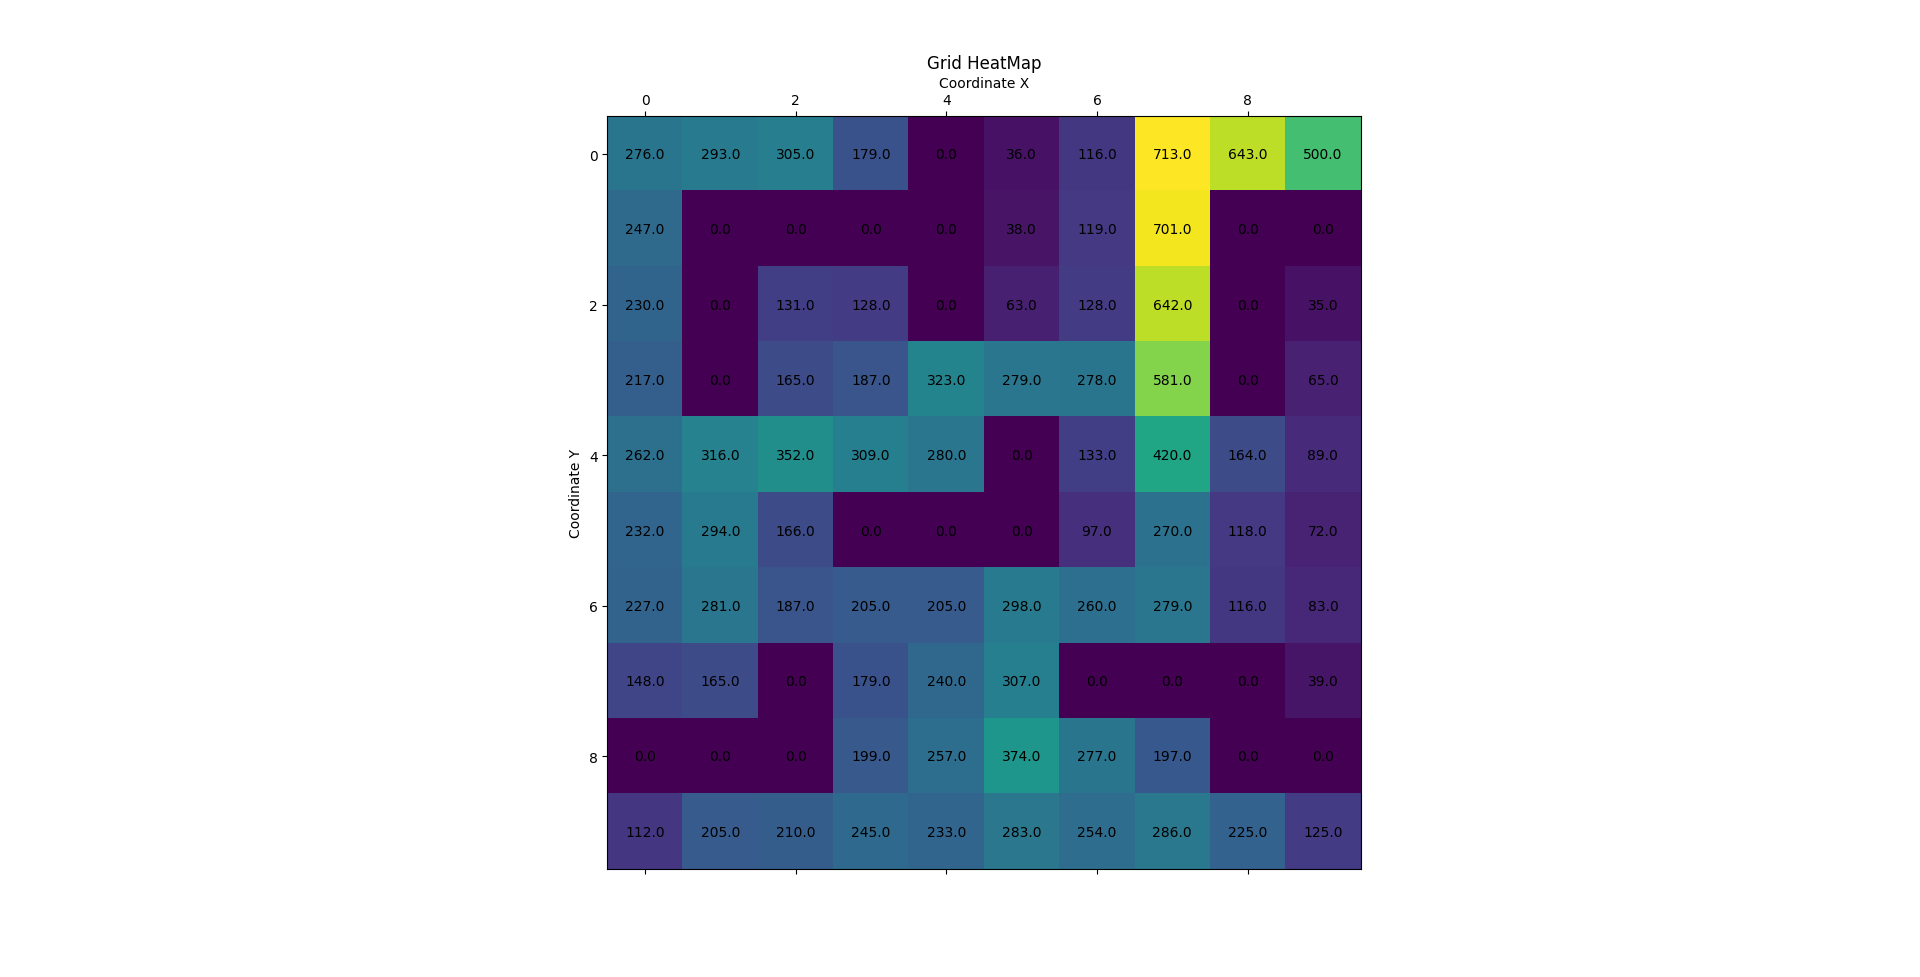 Grid HeatMap
Coordinate X
0 2 4 6 8
0 276.0 293.0 305.0 179.0 0.0 36.0 116.0 713.0 643.0 500.0
247.0 0.0 0.0 0.0 0.0 38.0 119.0 701.0 0.0 0.0
2 230.0 0.0 131.0 128.0 0.0 63.0 128.0 642.0 0.0 35.0
217.0 0.0 165.0 187.0 323.0 279.0 278.0 581.0 0.0 65.0
Coordinate Y
4 262.0 316.0 352.0 309.0 280.0 0.0 133.0 420.0 164.0 89.0
232.0 294.0 166.0 0.0 0.0 0.0 97.0 270.0 118.0 72.0
6 227.0 281.0 187.0 205.0 205.0 298.0 260.0 279.0 116.0 83.0
148.0 165.0 0.0 179.0 240.0 307.0 0.0 0.0 0.0 39.0
8 0.0 0.0 0.0 199.0 257.0 374.0 277.0 197.0 0.0 0.0
112.0 205.0 210.0 245.0 233.0 283.0 254.0 286.0 225.0 125.0